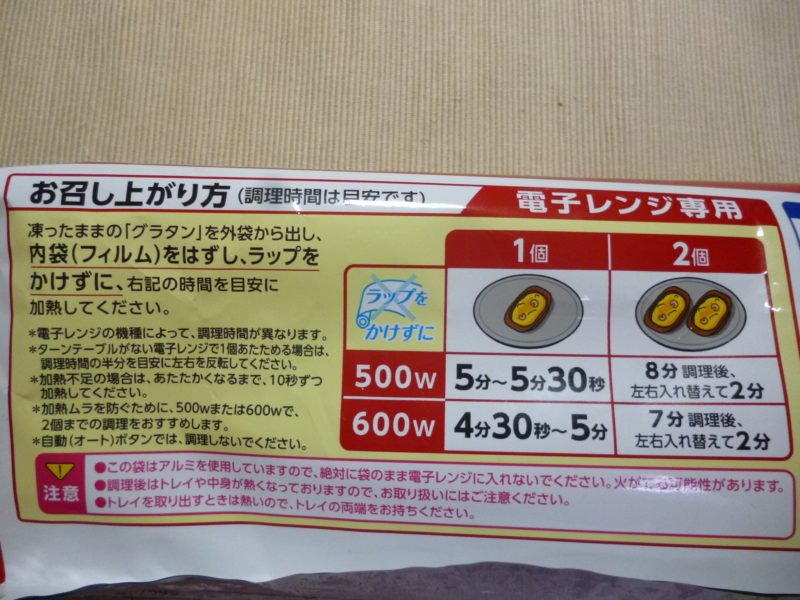 お召し上がり方(調理時間は目安です)
電子レンジ専用
凍ったままの「グラタン」を外袋から出し、
内袋(フィルム)をはずし、ラップを
かけずに、右記の時間を目安に
加熱してください。
*電子レンジの機種によって、調理時間が異なります。
*ターンテーブルがない電子レンジで1個あたためる場合は、
調理時間の半分を目安に左右を反転してください。
*加熱不足の場合は、あたたかくなるまで、10秒ずつ
加熱してください。
*加熱ムラを防ぐために、500wまたは600wで、
2個までの調理をおすすめします。
*自動(オート)ボタンでは、調理しないでください。
ラップを
かけずに
1個
2個
500w
5分~5分30秒
8分調理後、
左右入れ替えて2分
600w
4分30秒~5分
7分調理後、
左右入れ替えて2分
注意
●この袋はアルミを使用していますので、絶対に袋のまま電子レンジに入れないでください。火がでる可能性があります。
●調理後はトレイや中身が熱くなっておりますので、お取り扱いにはご注意ください。
●トレイを取り出すときは熱いので、トレイの両端をお持ちください。